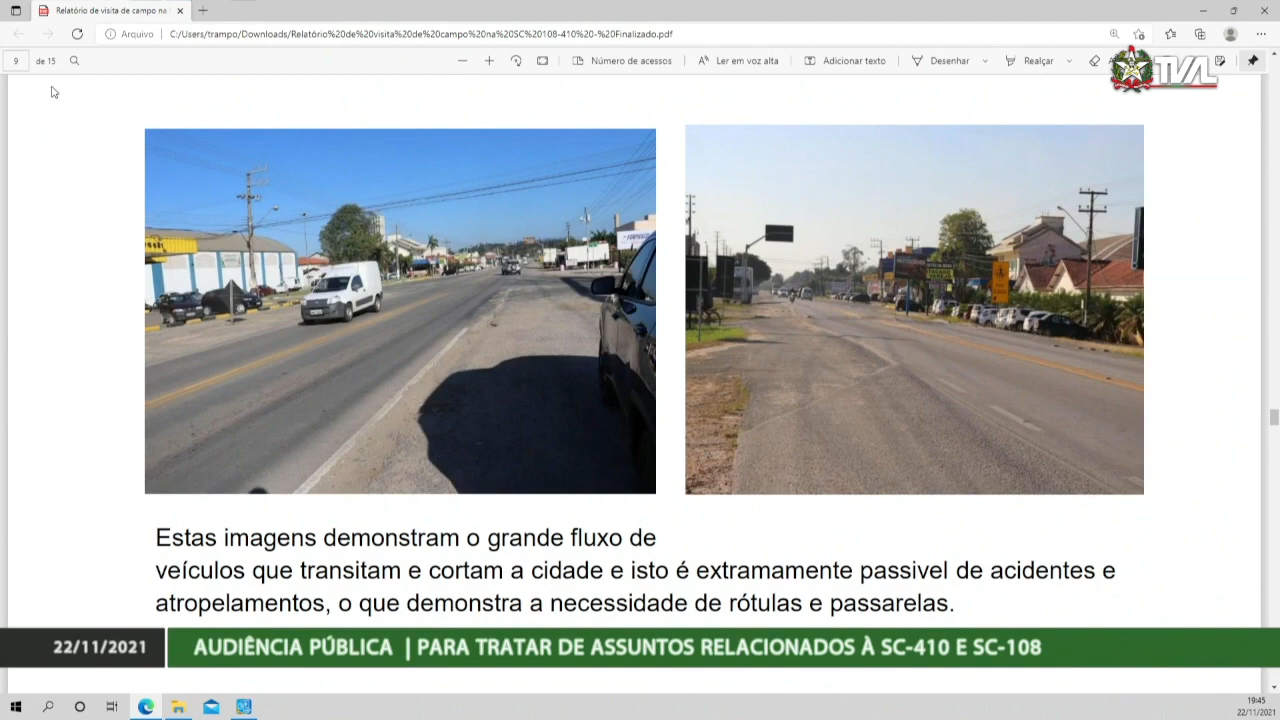 Relatório de visita de campo na
Arquivo
C:/Users/trampo/Downloads/Relatório%20de%20visita%20de%20campo%20na%20SC%20108-410%20-%20Finalizado.pdf
9 de 15
Número de acessos
Ler em voz alta
Adicionar texto
Desenhar
Realçar
TVAL
Estas imagens demonstram o grande fluxo de
veículos que transitam e cortam a cidade e isto é extramamente passivel de acidentes e
atropelamentos, o que demonstra a necessidade de rótulas e passarelas.
22/11/2021
AUDIÊNCIA PÚBLICA | PARA TRATAR DE ASSUNTOS RELACIONADOS À SC-410 E SC-108
19:45
22/11/2021